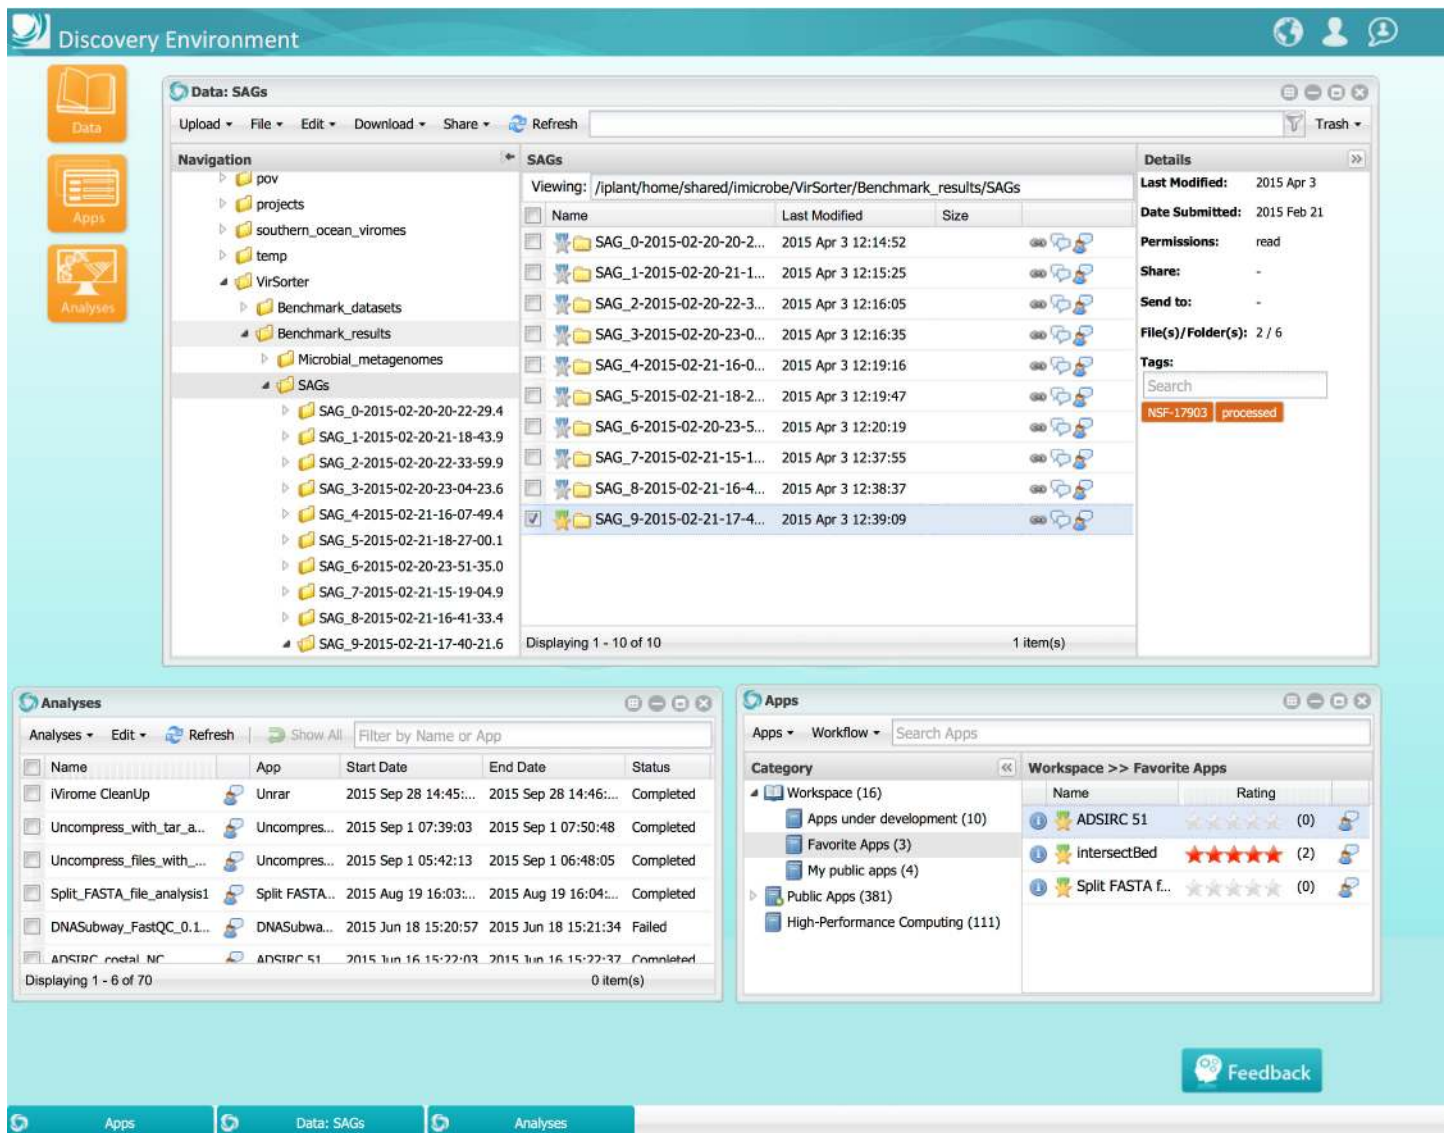 Discovery Environment
Data
Apps
Analyses
Data: SAGs
Upload File Edit Download Share Refresh Trash
Navigation
pov
projects
southern_ocean_viromes
temp
VirSorter
Benchmark_datasets
Benchmark_results
Microbial_metagenomes
SAGs
SAG_0-2015-02-20-20-22-29.4
SAG_1-2015-02-20-21-18-43.9
SAG_2-2015-02-20-22-33-59.9
SAG_3-2015-02-20-23-04-23.6
SAG_4-2015-02-21-16-07-49.4
SAG_5-2015-02-21-18-27-00.1
SAG_6-2015-02-20-23-51-35.0
SAG_7-2015-02-21-15-19-04.9
SAG_8-2015-02-21-16-41-33.4
SAG_9-2015-02-21-17-40-21.6
SAGs
Viewing: /iplant/home/shared/imicrobe/VirSorter/Benchmark_results/SAGs
Name Last Modified Size
SAG_0-2015-02-20-20-2... 2015 Apr 3 12:14:52
SAG_1-2015-02-20-21-1... 2015 Apr 3 12:15:25
SAG_2-2015-02-20-22-3... 2015 Apr 3 12:16:05
SAG_3-2015-02-20-23-0... 2015 Apr 3 12:16:35
SAG_4-2015-02-21-16-0... 2015 Apr 3 12:19:16
SAG_5-2015-02-21-18-2... 2015 Apr 3 12:19:47
SAG_6-2015-02-20-23-5... 2015 Apr 3 12:20:19
SAG_7-2015-02-21-15-1... 2015 Apr 3 12:37:55
SAG_8-2015-02-21-16-4... 2015 Apr 3 12:38:37
SAG_9-2015-02-21-17-4... 2015 Apr 3 12:39:09
Displaying 1 - 10 of 10 1 item(s)
Details
Last Modified: 2015 Apr 3
Date Submitted: 2015 Feb 21
Permissions: read
Share: -
Send to: -
File(s)/Folder(s): 2 / 6
Tags:
Search
NSF-17903 processed
Analyses
Analyses Edit Refresh Show All Filter by Name or App
Name App Start Date End Date Status
iVirome CleanUp Unrar 2015 Sep 28 14:45:... 2015 Sep 28 14:46:... Completed
Uncompress_with_tar_a... Uncompres... 2015 Sep 1 07:39:03 2015 Sep 1 07:50:48 Completed
Uncompress_files_with_... Uncompres... 2015 Sep 1 05:42:13 2015 Sep 1 06:48:05 Completed
Split_FASTA_file_analysis1 Split FASTA... 2015 Aug 19 16:03:... 2015 Aug 19 16:04:... Completed
DNASubway_FastQC_0.1... DNASubwa... 2015 Jun 18 15:20:57 2015 Jun 18 15:21:34 Failed
ADSIRC_costal_NC ADSIRC 51 2015 Jun 16 15:22:03 2015 Jun 16 15:22:37 Completed
Displaying 1 - 6 of 70 0 item(s)
Apps
Apps Workflow Search Apps
Category
Workspace (16)
Apps under development (10)
Favorite Apps (3)
My public apps (4)
Public Apps (381)
High-Performance Computing (111)
Workspace >> Favorite Apps
Name Rating
ADSIRC 51 (0)
intersectBed (2)
Split FASTA f... (0)
Feedback
Apps Data: SAGs Analyses